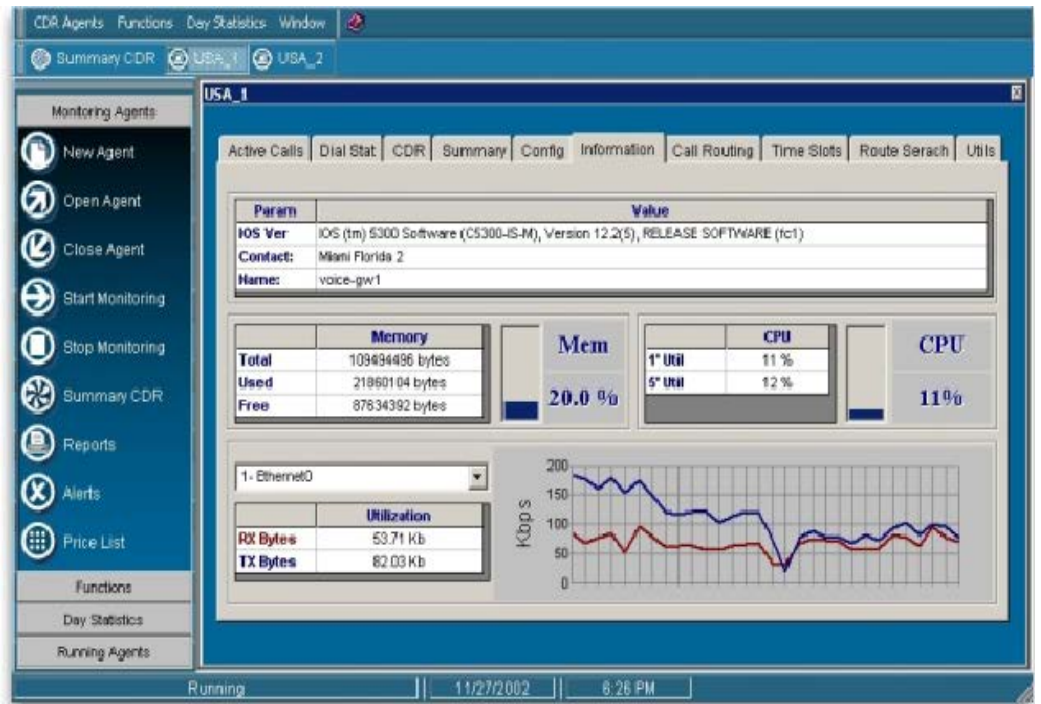 CDR Agents Functions Day Statistics Window
Summary CDR USA_1 USA_2
USA_1
Monitoring Agents
New Agent
Open Agent
Close Agent
Start Monitoring
Stop Monitoring
Summary CDR
Reports
Alerts
Price List
Functions
Day Statistics
Running Agents
Active Calls Dial Stat CDR Summary Config Information Call Routing Time Slots Route Serach Utils
Param Value
IOS Ver IOS (tm) 5300 Software (C5300-IS-M), Version 12.2(5), RELEASE SOFTWARE (fc1)
Contact: Miami Florida 2
Name: voice-gw1
Memory
Total 109494496 bytes
Used 21860104 bytes
Free 87634392 bytes
Mem
20.0 %
CPU
1" Util 11 %
5" Util 12 %
CPU
11%
1- Ethernet0
Utilization
RX Bytes 53.71 Kb
TX Bytes 82.03 Kb
Kbps
200
150
100
50
0
Running 11/27/2002 6:26 PM